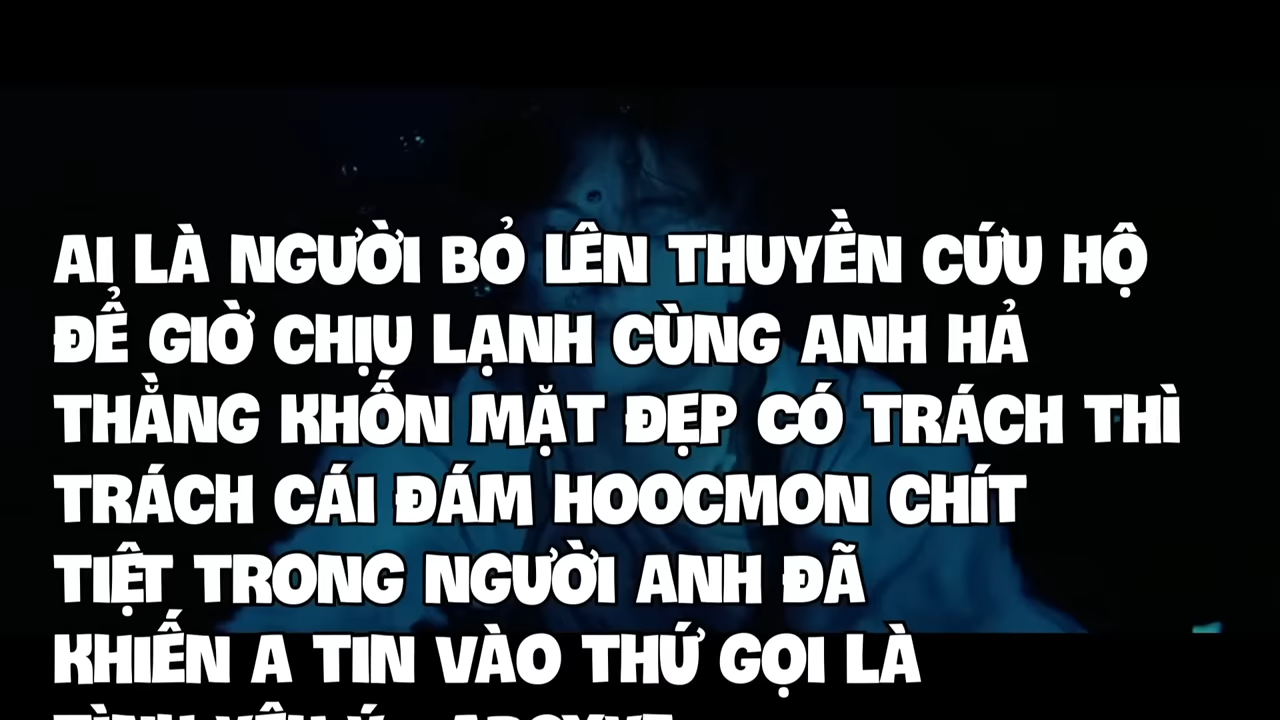 AI LÀ NGƯỜI BỎ LÊN THUYỀN CỨU HỘ
ĐỂ GIỜ CHỊU LẠNH CÙNG ANH HẢ
THẰNG KHỐN MẶT ĐẸP CÓ TRÁCH THÌ
TRÁCH CÁI ĐÁM HOOCMON CHÍT
TIỆT TRONG NGƯỜI ANH ĐÃ
KHIẾN A TIN VÀO THỨ GỌI LÀ